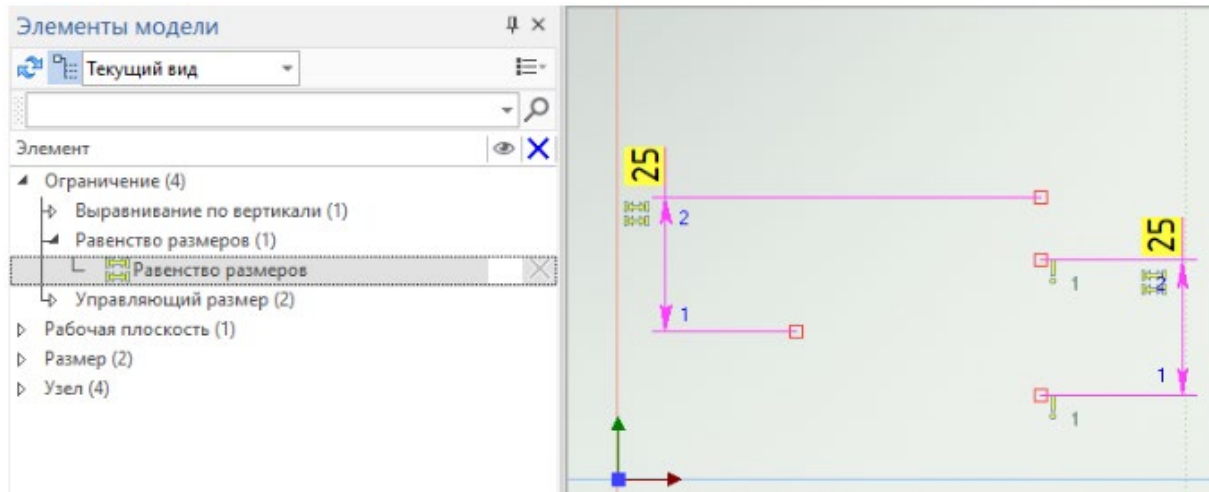 Элементы модели
Текущий вид
Элемент
Ограничение (4)
Выравнивание по вертикали (1)
Равенство размеров (1)
Равенство размеров
Управляющий размер (2)
Рабочая плоскость (1)
Размер (2)
Узел (4)
25
2
1
25
1
2
1
1